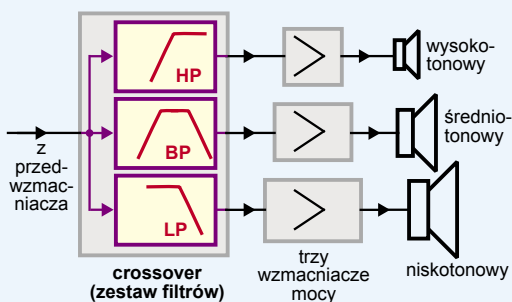 HP
wysoko-
tonowy
BP
średnio-
tonowy
z
przed-
wzmac-
niacza
LP
crossover
(zestaw filtrów)
trzy
wzmacniacze
mocy
niskotonowy